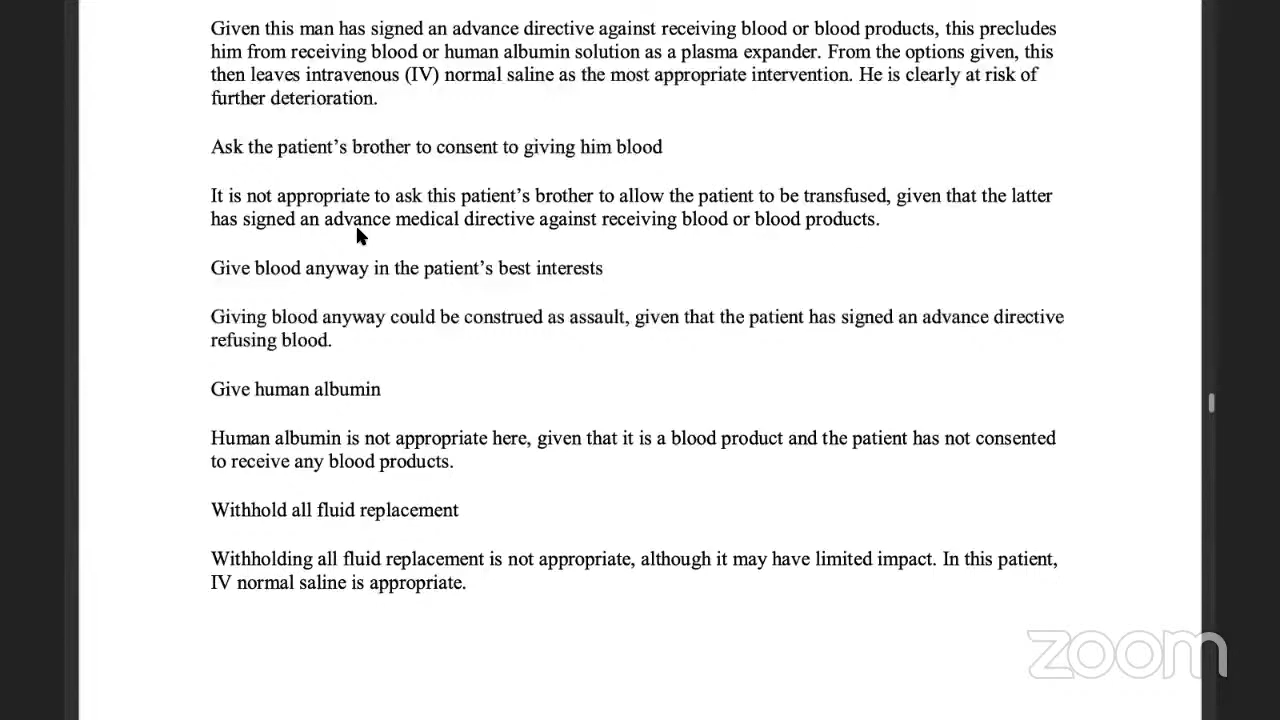 Given this man has signed an advance directive against receiving blood or blood products, this precludes
him from receiving blood or human albumin solution as a plasma expander. From the options given, this
then leaves intravenous (IV) normal saline as the most appropriate intervention. He is clearly at risk of
further deterioration.
Ask the patient’s brother to consent to giving him blood
It is not appropriate to ask this patient’s brother to allow the patient to be transfused, given that the latter
has signed an advance medical directive against receiving blood or blood products.
Give blood anyway in the patient’s best interests
Giving blood anyway could be construed as assault, given that the patient has signed an advance directive
refusing blood.
Give human albumin
Human albumin is not appropriate here, given that it is a blood product and the patient has not consented
to receive any blood products.
Withhold all fluid replacement
Withholding all fluid replacement is not appropriate, although it may have limited impact. In this patient,
IV normal saline is appropriate.
zoom